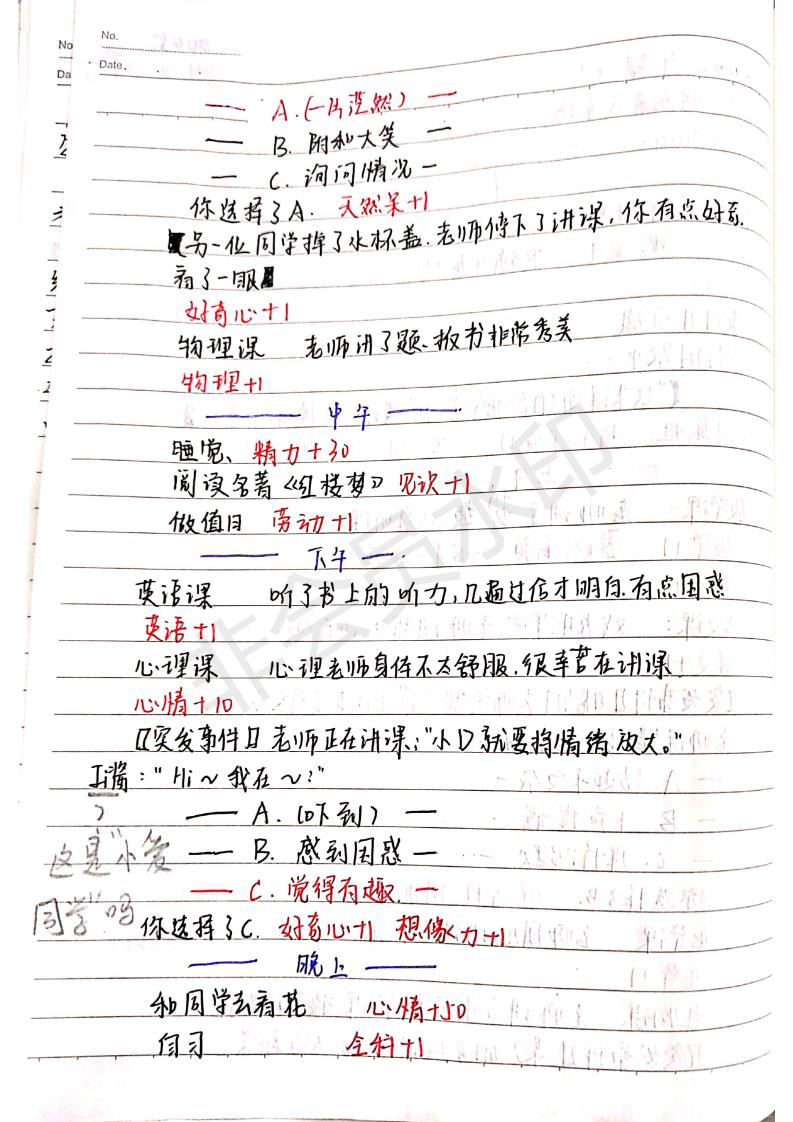 No.
Date.
No
Da
— A.(一片茫然) —
— B. 附和大笑 —
— C. 询问情况 —
你选择了A. 天然呆+1
【另一位同学掉了水杯盖.老师停下了讲课,你有点好奇.
看了一眼】
好奇心+1
物理课 老师讲了题、板书非常秀美
物理+1
—— 中午 ——
睡觉、精力+30
阅读名著《红楼梦》见识+1
做值日 劳动+1
—— 下午 —
英语课 听了书上的听力,几遍过后才明白.有点困惑
英语+1
心理课 心理老师身体不太舒服.很辛苦在讲课
心情+10
【[突发事件]】老师正在讲课:"小D就要将情绪放大。"
酱:"Hi~我在~?"
— A. (吓到) —
— B. 感到困惑 —
— C. 觉得有趣. —
这是"小爱
同学"吗
你选择了C. 好奇心+1 想像力+1
—— 晚上 ——
和同学去看花 心情+50
自习 全科+1
非会员水印